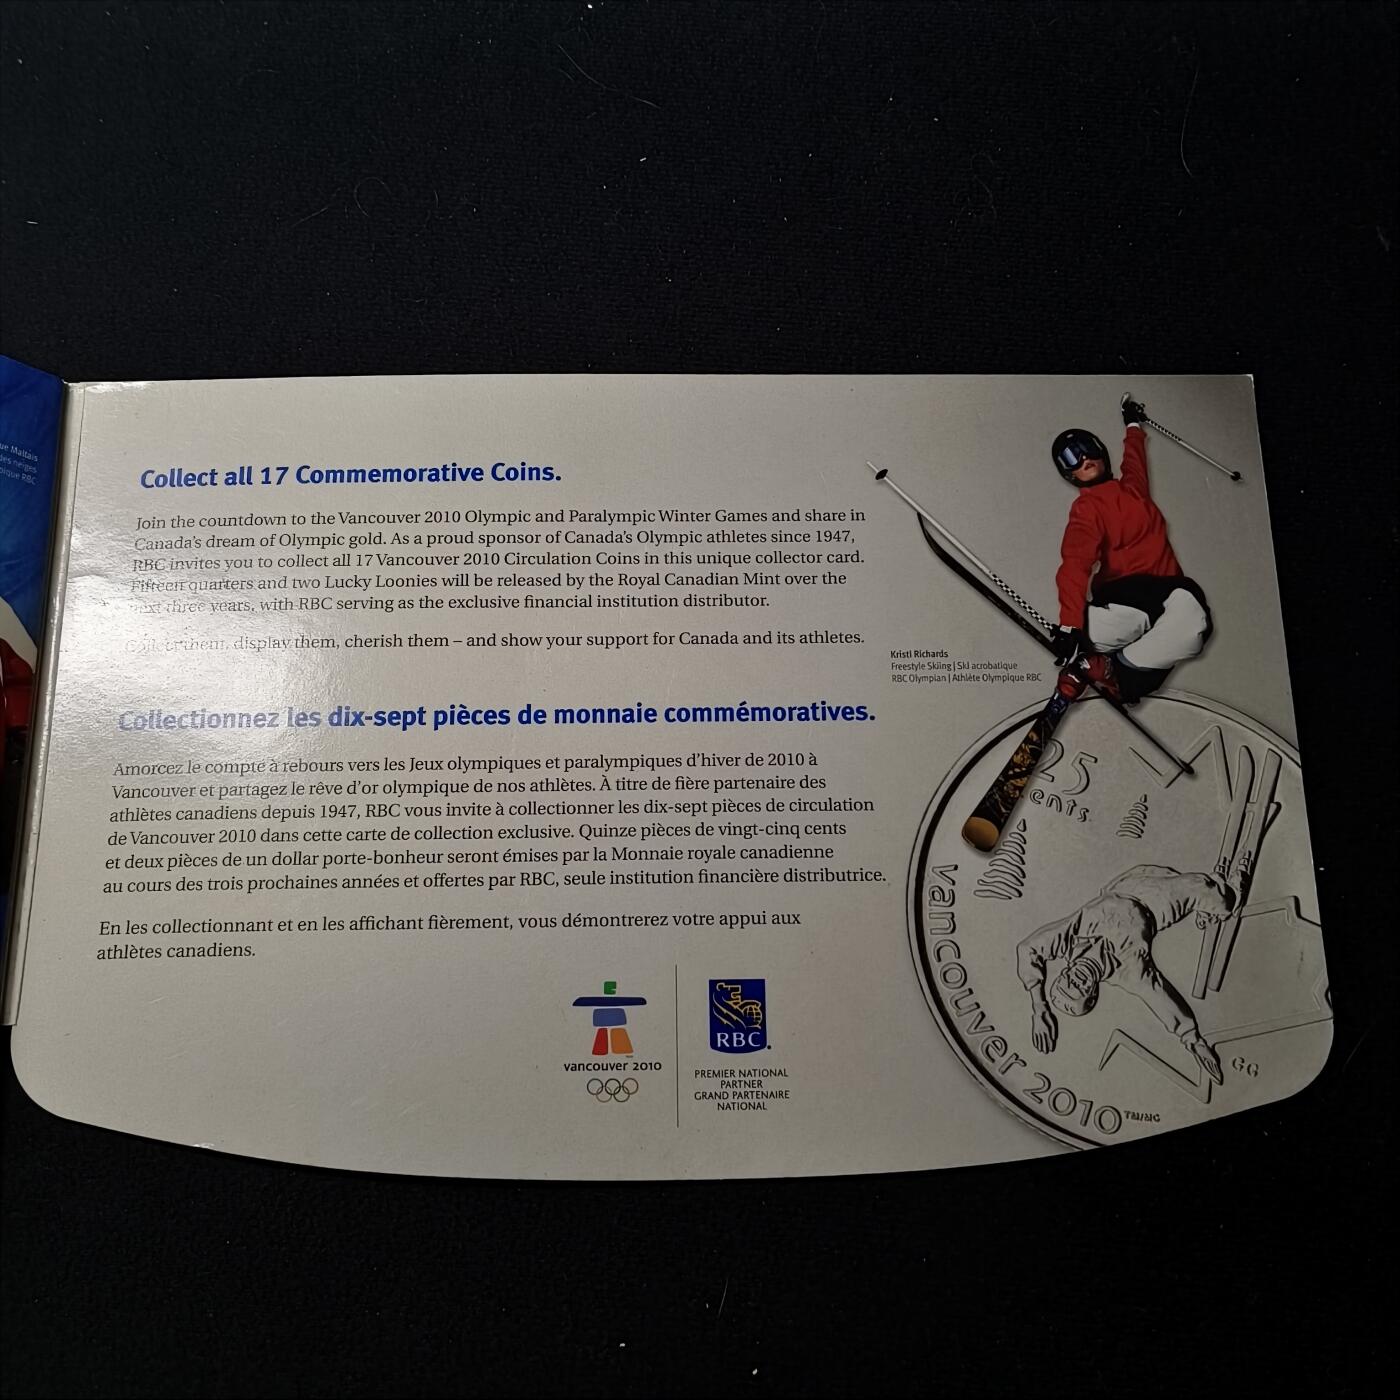 ue Maltais
des neiges
pique RBC
Collect all 17 Commemorative Coins.
Join the countdown to the Vancouver 2010 Olympic and Paralympic Winter Games and share in
Canada's dream of Olympic gold. As a proud sponsor of Canada's Olympic athletes since 1947,
RBC invites you to collect all 17 Vancouver 2010 Circulation Coins in this unique collector card.
Fifteen quarters and two Lucky Loonies will be released by the Royal Canadian Mint over the
next three years, with RBC serving as the exclusive financial institution distributor.
Collect them, display them, cherish them – and show your support for Canada and its athletes.
Kristi Richards
Freestyle Skiing | Ski acrobatique
RBC Olympian | Athlète Olympique RBC
Collectionnez les dix-sept pièces de monnaie commémoratives.
Amorcez le compte à rebours vers les Jeux olympiques et paralympiques d'hiver de 2010 à
Vancouver et partagez le rêve d'or olympique de nos athlètes. À titre de fière partenaire des
athlètes canadiens depuis 1947, RBC vous invite à collectionner les dix-sept pièces de circulation
de Vancouver 2010 dans cette carte de collection exclusive. Quinze pièces de vingt-cinq cents
et deux pièces de un dollar porte-bonheur seront émises par la Monnaie royale canadienne
au cours des trois prochaines années et offertes par RBC, seule institution financière distributrice.
En les collectionnant et en les affichant fièrement, vous démontrerez votre appui aux
athlètes canadiens.
25
cents
vancouver 2010 TM/MC
GG
vancouver 2010
RBC
PREMIER NATIONAL
PARTNER
GRAND PARTENAIRE
NATIONAL